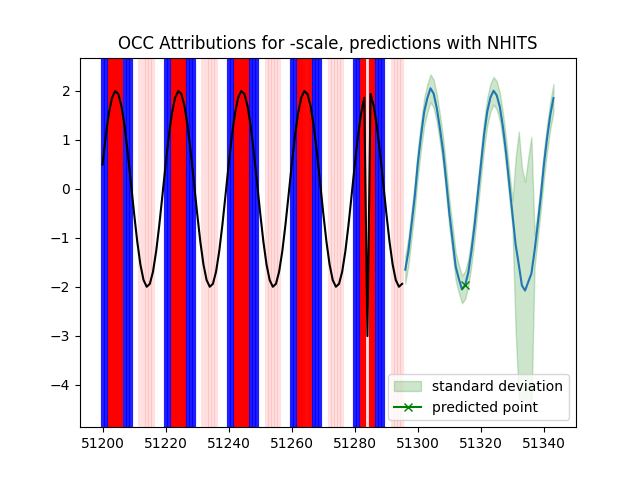 OCC Attributions for -scale, predictions with NHITS
2
1
0
−1
−2
−3
−4
standard deviation
predicted point
51200 51220 51240 51260 51280 51300 51320 51340